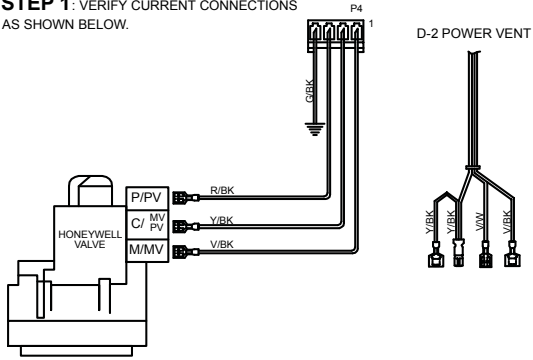 STEP 1: VERIFY CURRENT CONNECTIONS
AS SHOWN BELOW.
P4
1
D-2 POWER VENT
G/BK
P/PV
R/BK
C/ MV PV
Y/BK
M/MV
V/BK
HONEYWELL
VALVE
Y/BK
Y/BK
V/W
V/BK